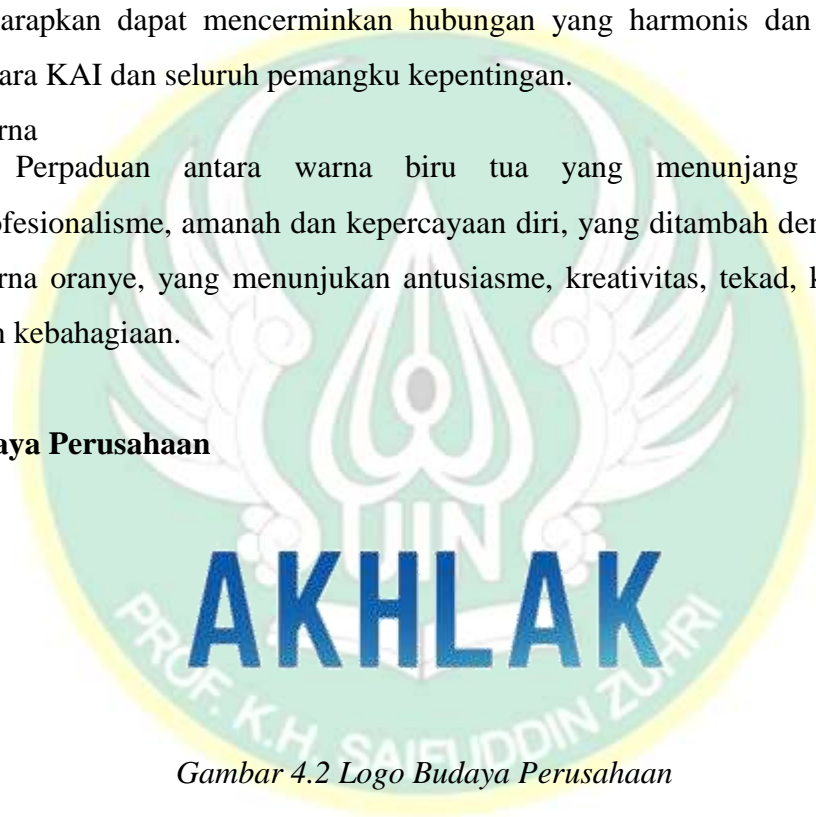 arapkan dapat mencerminkan hubungan yang harmonis dan
ara KAI dan seluruh pemangku kepentingan.
rna
Perpaduan antara warna biru tua yang menunjang
ofesionalisme, amanah dan kepercayaan diri, yang ditambah den
rna oranye, yang menunjukan antusiasme, kreativitas, tekad, k
n kebahagiaan.
aya Perusahaan
UIN
AKHLAK
PROF. K.H. SAIFUDDIN ZUHRI
Gambar 4.2 Logo Budaya Perusahaan